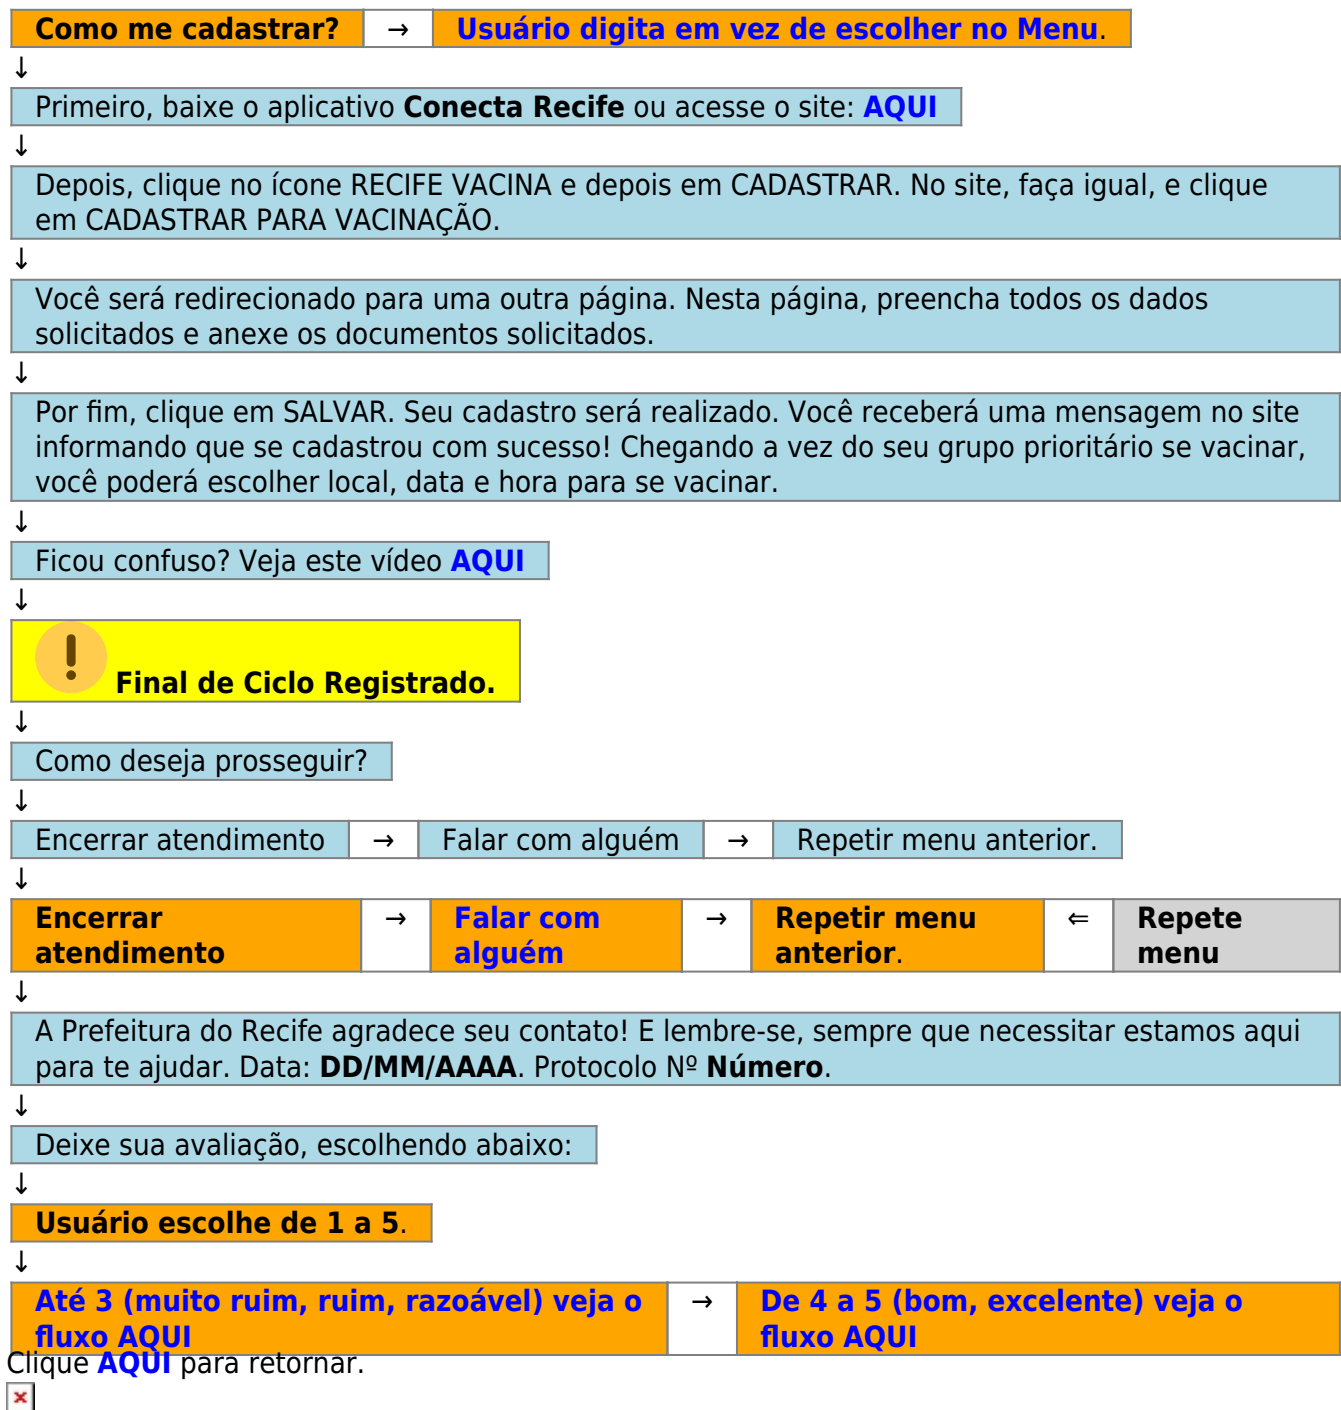 Como me cadastrar? → Usuário digita em vez de escolher no Menu.
↓
Primeiro, baixe o aplicativo Conecta Recife ou acesse o site: AQUI
↓
Depois, clique no ícone RECIFE VACINA e depois em CADASTRAR. No site, faça igual, e clique
em CADASTRAR PARA VACINAÇÃO.
↓
Você será redirecionado para uma outra página. Nesta página, preencha todos os dados
solicitados e anexe os documentos solicitados.
↓
Por fim, clique em SALVAR. Seu cadastro será realizado. Você receberá uma mensagem no site
informando que se cadastrou com sucesso! Chegando a vez do seu grupo prioritário se vacinar,
você poderá escolher local, data e hora para se vacinar.
↓
Ficou confuso? Veja este vídeo AQUI
↓
Final de Ciclo Registrado.
↓
Como deseja prosseguir?
↓
Encerrar atendimento → Falar com alguém → Repetir menu anterior.
↓
Encerrar atendimento → Falar com alguém → Repetir menu anterior. ⇐ Repete menu
↓
A Prefeitura do Recife agradece seu contato! E lembre-se, sempre que necessitar estamos aqui
para te ajudar. Data: DD/MM/AAAA. Protocolo Nº Número.
↓
Deixe sua avaliação, escolhendo abaixo:
↓
Usuário escolhe de 1 a 5.
↓
Até 3 (muito ruim, ruim, razoável) veja o fluxo AQUI → De 4 a 5 (bom, excelente) veja o fluxo AQUI
Clique AQUI para retornar.